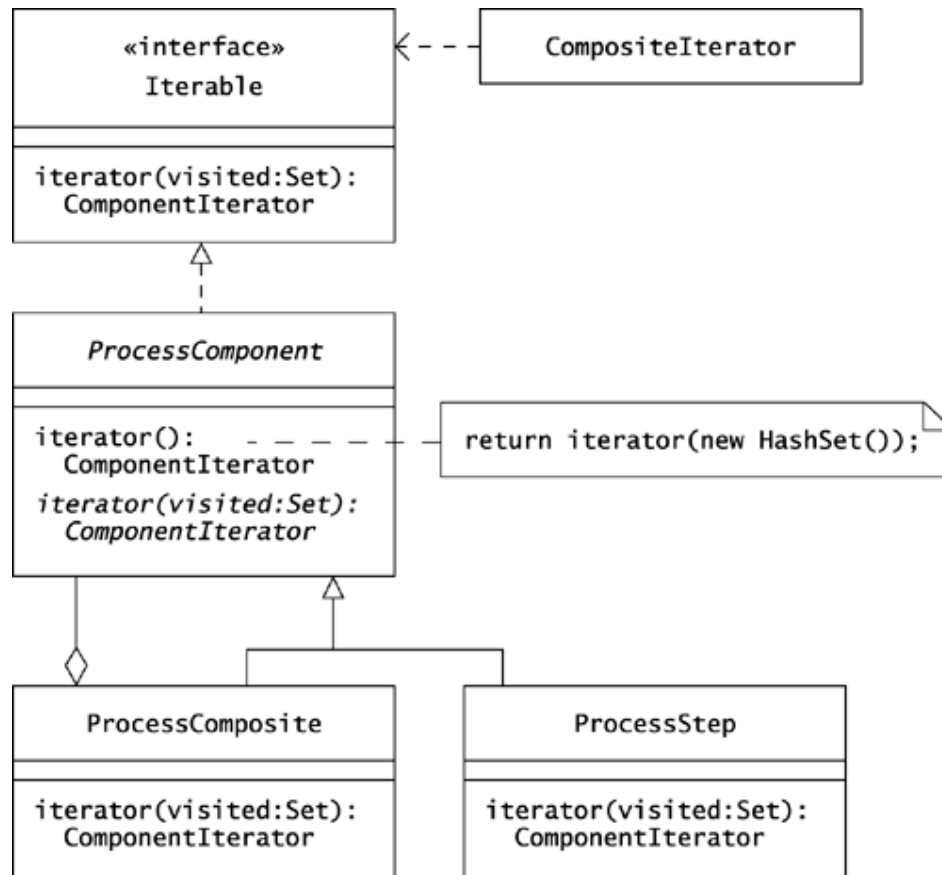 «interface»
Iterable
iterator(visited:Set):
ComponentIterator
CompositeIterator
ProcessComponent
iterator():
ComponentIterator
iterator(visited:Set):
ComponentIterator
return iterator(new HashSet());
ProcessComposite
iterator(visited:Set):
ComponentIterator
ProcessStep
iterator(visited:Set):
ComponentIterator